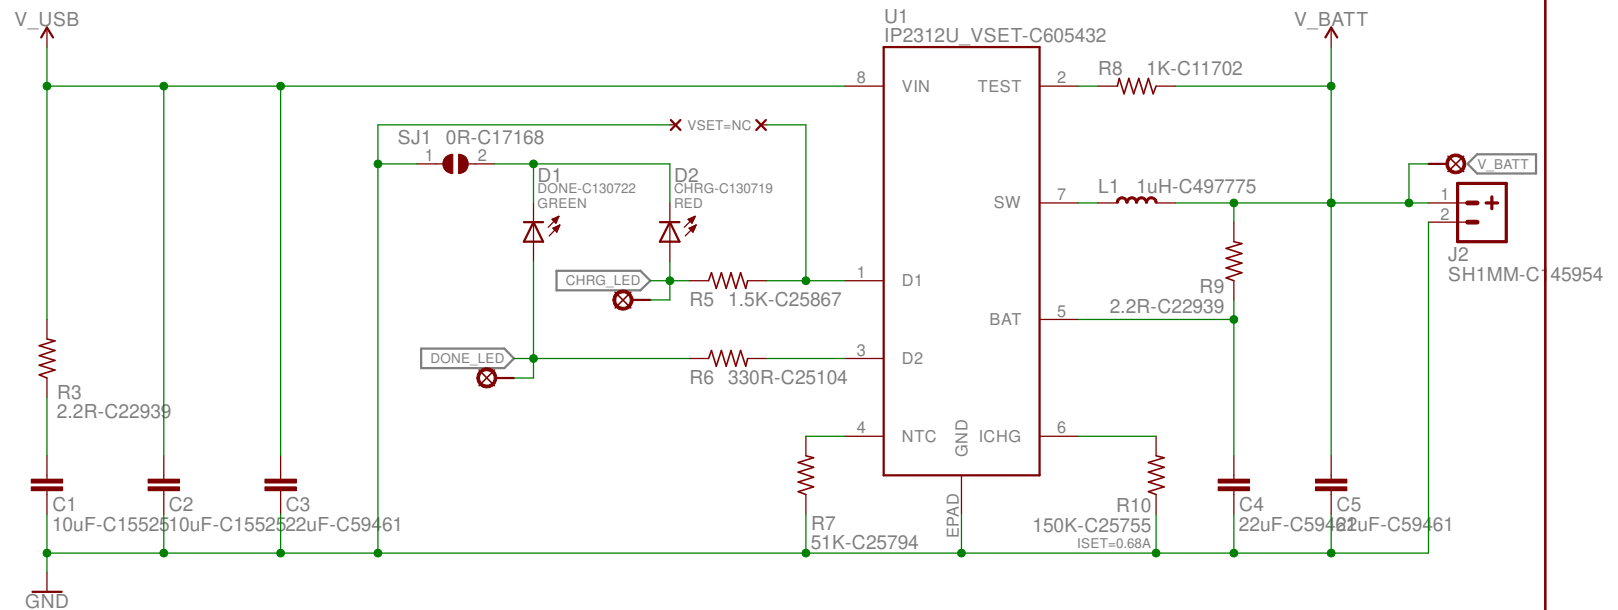 V_USB
U1
IP2312U_VSET-C605432
V_BATT
8
VIN
TEST
2
R8
1K-C11702
VSET=NC
SJ1
0R-C17168
1
2
D1
DONE-C130722
GREEN
D2
CHRG-C130719
RED
SW
7
L1
1uH-C497775
V_BATT
1
2
J2
SH1MM-C145954
CHRG_LED
R5
1.5K-C25867
1
D1
R9
2.2R-C22939
BAT
5
DONE_LED
R6
330R-C25104
3
D2
R3
2.2R-C22939
4
NTC
GND
ICHG
6
C1
10uF-C15525
C2
10uF-C15525
C3
22uF-C59461
R7
51K-C25794
EPAD
R10
150K-C25755
ISET=0.68A
C4
22uF-C59461
C5
22uF-C59461
GND